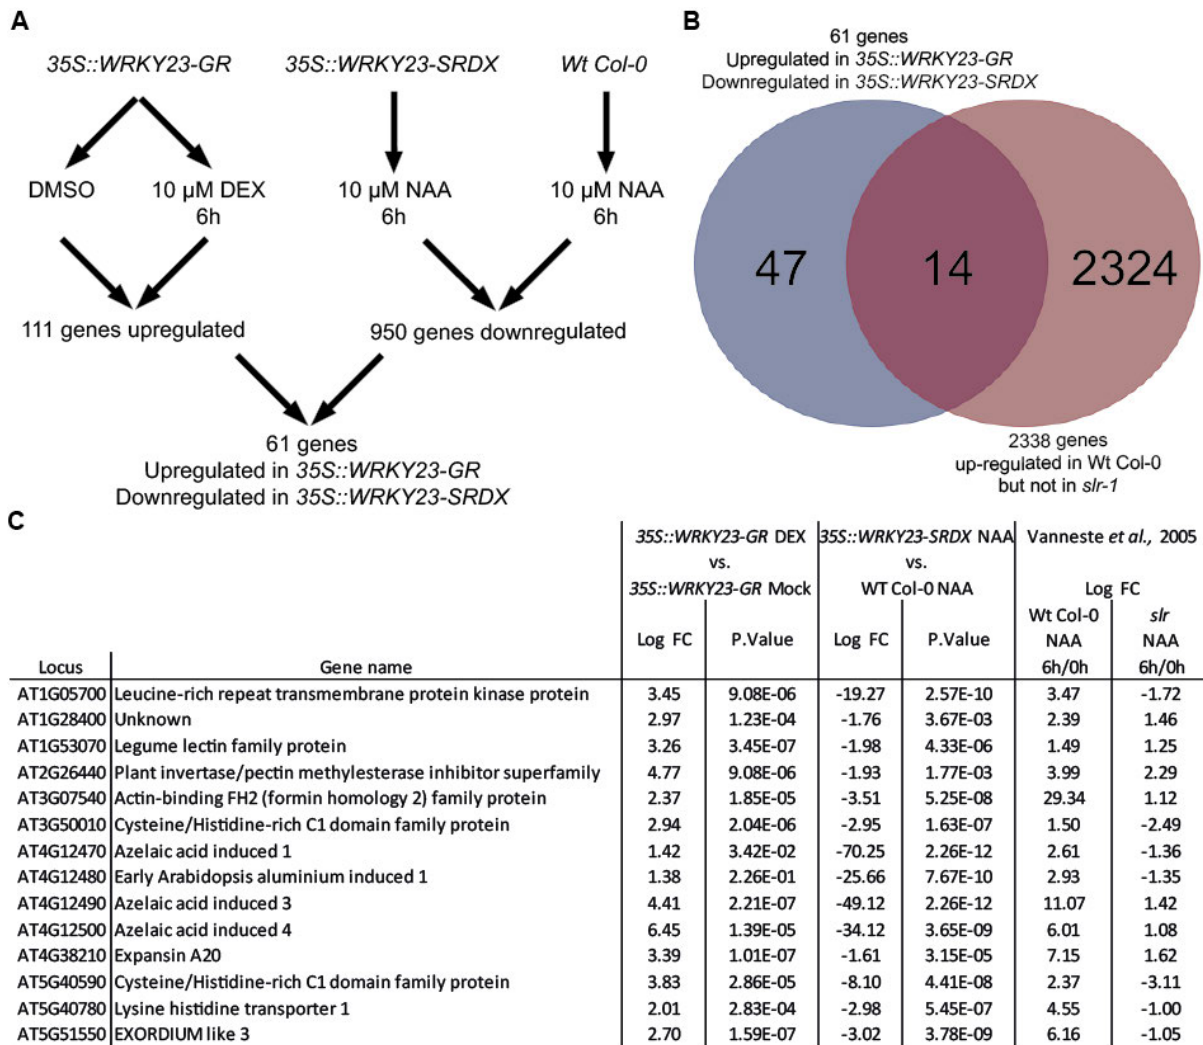 A
35S::WRKY23-GR 35S::WRKY23-SRDX Wt Col-0
DMSO 10 µM DEX 10 µM NAA 10 µM NAA
6h 6h 6h
111 genes upregulated 950 genes downregulated
61 genes
Upregulated in 35S::WRKY23-GR
Downregulated in 35S::WRKY23-SRDX
B
61 genes
Upregulated in 35S::WRKY23-GR
Downregulated in 35S::WRKY23-SRDX
47 14 2324
2338 genes
up-regulated in Wt Col-0
but not in slr-1
C
35S::WRKY23-GR DEX 35S::WRKY23-SRDX NAA Vanneste et al., 2005
vs. vs.
35S::WRKY23-GR Mock WT Col-0 NAA Log FC
Wt Col-0 slr
Log FC P.Value Log FC P.Value NAA NAA
Locus Gene name 6h/0h 6h/0h
AT1G05700 Leucine-rich repeat transmembrane protein kinase protein 3.45 9.08E-06 -19.27 2.57E-10 3.47 -1.72
AT1G28400 Unknown 2.97 1.23E-04 -1.76 3.67E-03 2.39 1.46
AT1G53070 Legume lectin family protein 3.26 3.45E-07 -1.98 4.33E-06 1.49 1.25
AT2G26440 Plant invertase/pectin methylesterase inhibitor superfamily 4.77 9.08E-06 -1.93 1.77E-03 3.99 2.29
AT3G07540 Actin-binding FH2 (formin homology 2) family protein 2.37 1.85E-05 -3.51 5.25E-08 29.34 1.12
AT3G50010 Cysteine/Histidine-rich C1 domain family protein 2.94 2.04E-06 -2.95 1.63E-07 1.50 -2.49
AT4G12470 Azelaic acid induced 1 1.42 3.42E-02 -70.25 2.26E-12 2.61 -1.36
AT4G12480 Early Arabidopsis aluminium induced 1 1.38 2.26E-01 -25.66 7.67E-10 2.93 -1.35
AT4G12490 Azelaic acid induced 3 4.41 2.21E-07 -49.12 2.26E-12 11.07 1.42
AT4G12500 Azelaic acid induced 4 6.45 1.39E-05 -34.12 3.65E-09 6.01 1.08
AT4G38210 Expansin A20 3.39 1.01E-07 -1.61 3.15E-05 7.15 1.62
AT5G40590 Cysteine/Histidine-rich C1 domain family protein 3.83 2.86E-05 -8.10 4.41E-08 2.37 -3.11
AT5G40780 Lysine histidine transporter 1 2.01 2.83E-04 -2.98 5.45E-07 4.55 -1.00
AT5G51550 EXORDIUM like 3 2.70 1.59E-07 -3.02 3.78E-09 6.16 -1.05